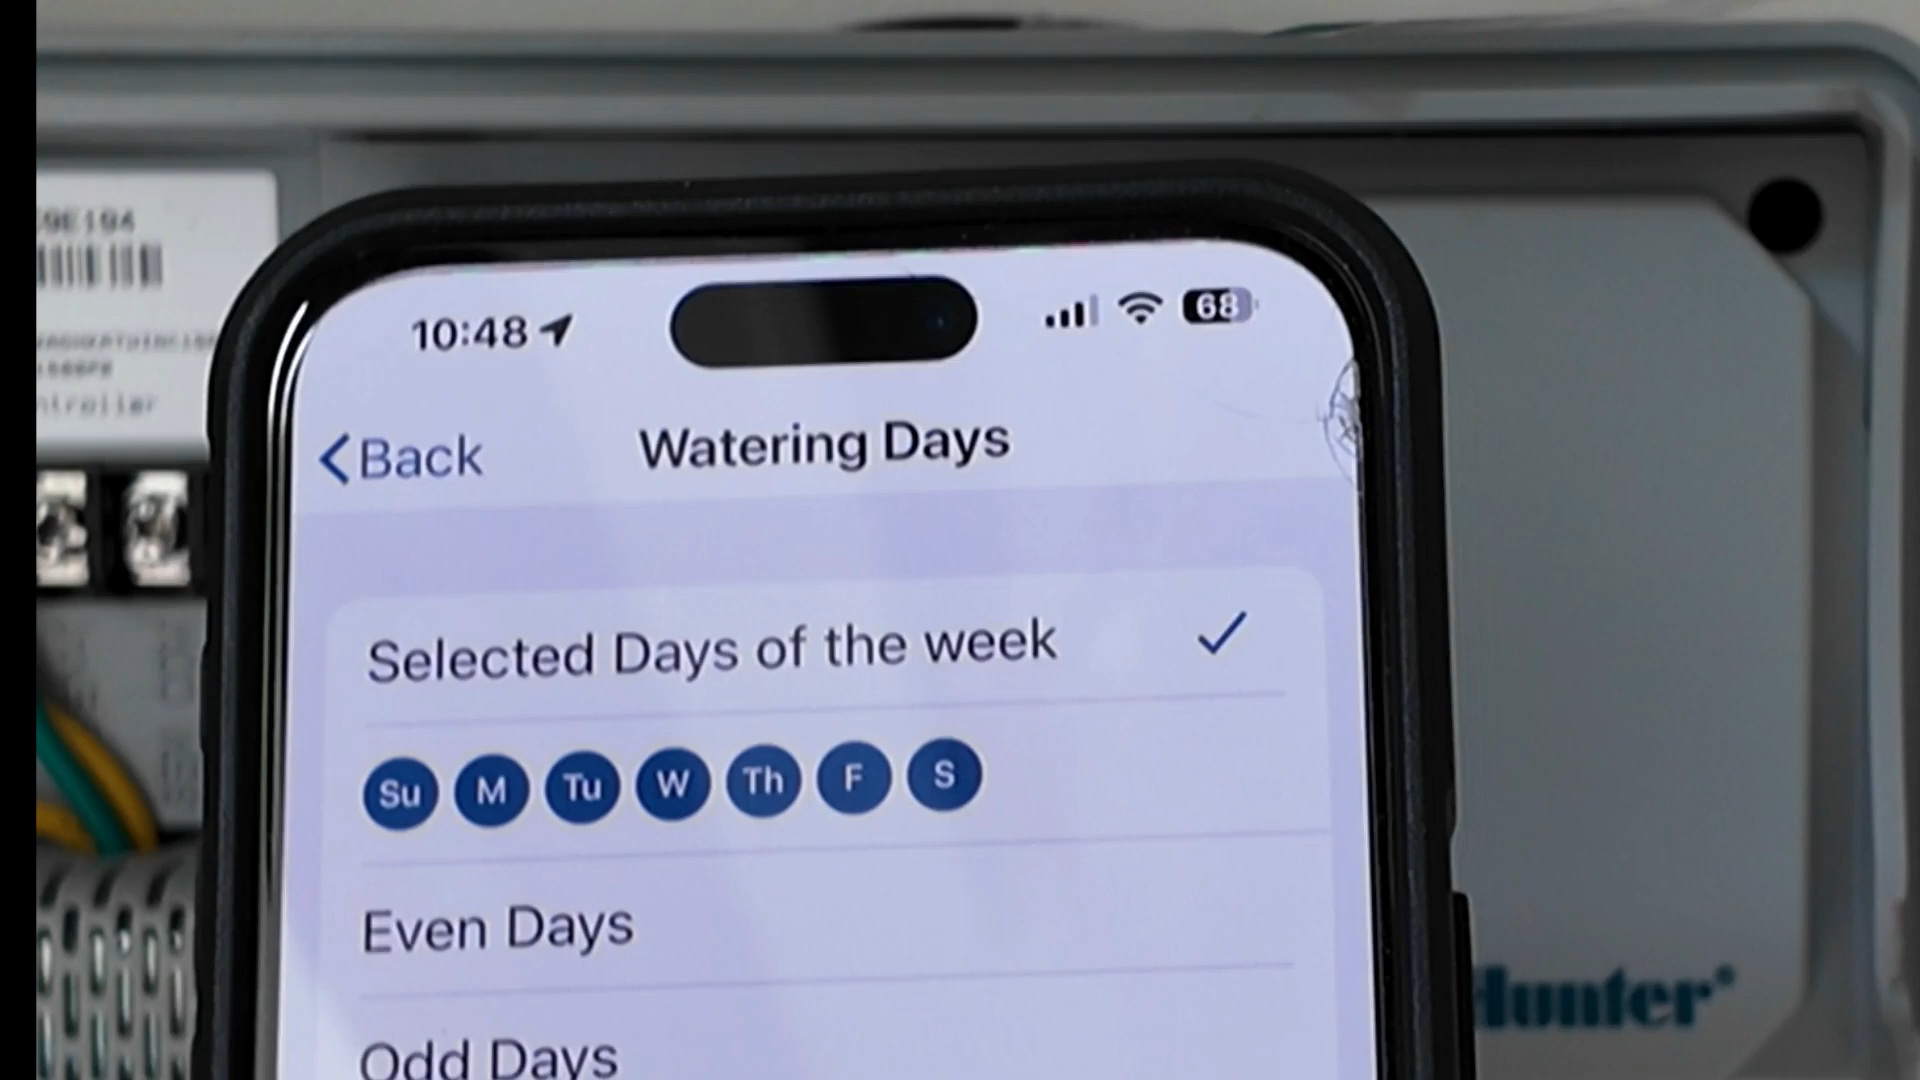 9E194
10:48
68
Back
Watering Days
Selected Days of the week
Su M Tu W Th F S
Even Days
Odd Days
Hunter®